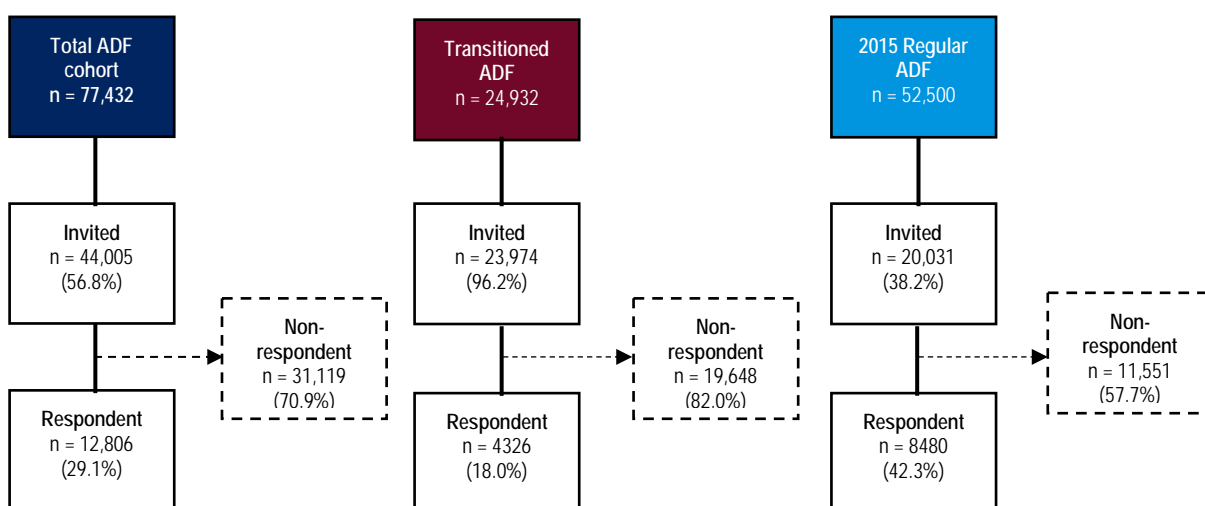 Total ADF
cohort
n = 77,432
Invited
n = 44,005
(56.8%)
Non-
respondent
n = 31,119
(70.9%)
Respondent
n = 12,806
(29.1%)
Transitioned
ADF
n = 24,932
Invited
n = 23,974
(96.2%)
Non-
respondent
n = 19,648
(82.0%)
Respondent
n = 4326
(18.0%)
2015 Regular
ADF
n = 52,500
Invited
n = 20,031
(38.2%)
Non-
respondent
n = 11,551
(57.7%)
Respondent
n = 8480
(42.3%)